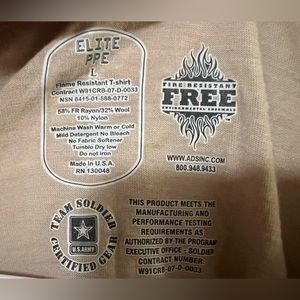 ELITE
PPE
L
Flame Resistant T-shirt
Contract W91CRB-07-D-0033
NSN 8415-01-588-0772
58% FR Rayon/32% Wool
10% Nylon
Machine Wash Warm or Cold
Mild Detergent No Bleach
No Fabric Softener
Tumble Dry low
Do not iron
Made in U.S.A.
RN 130048
FIRE RESISTANT
FREE
ENVIRONMENTAL ENSEMBLE
WWW.ADSINC.COM
800.948.9433
TEAM SOLDIER
U.S.ARMY
CERTIFIED GEAR
THIS PRODUCT MEETS THE
MANUFACTURING AND
PERFORMANCE TESTING
REQUIREMENTS AS
AUTHORIZED BY THE PROGRAM
EXECUTIVE OFFICE - SOLDIER
CONTRACT NUMBER:
W91CRB-07-D-0033